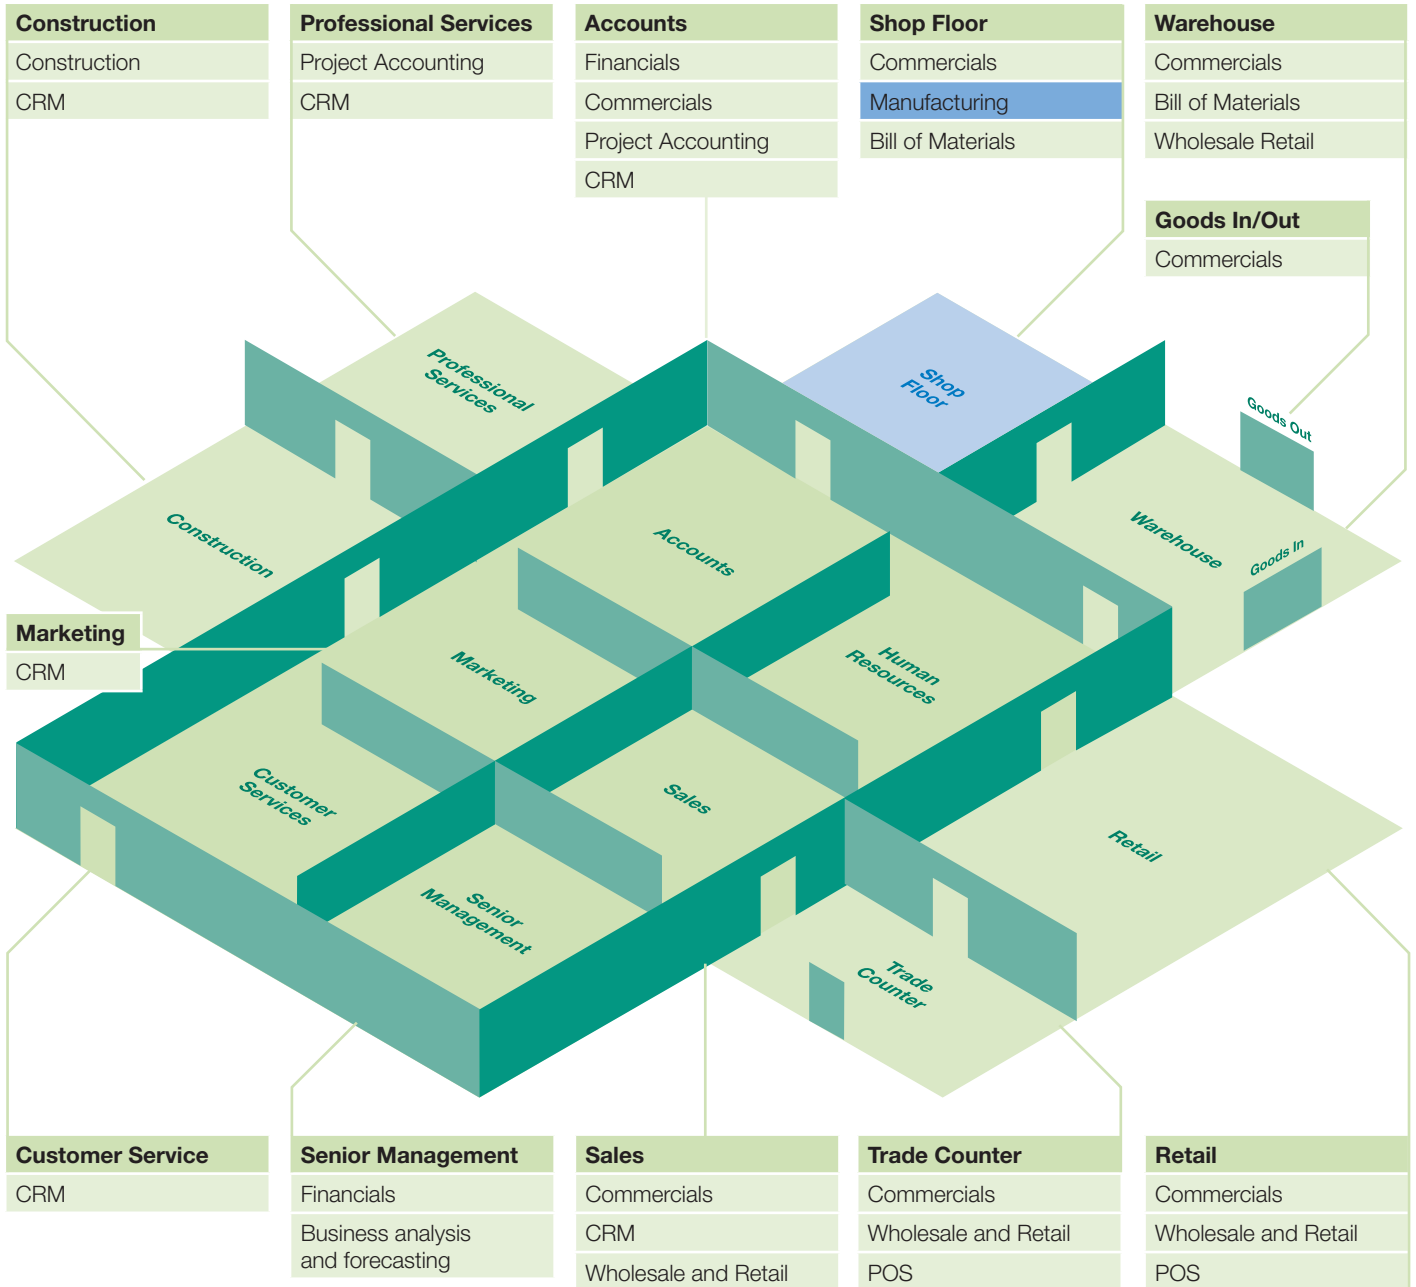 Construction
Construction
CRM
Professional Services
Project Accounting
CRM
Accounts
Financials
Commercials
Project Accounting
CRM
Shop Floor
Commercials
Manufacturing
Bill of Materials
Warehouse
Commercials
Bill of Materials
Wholesale Retail
Goods In/Out
Commercials
Professional
Services
Shop
Floor
Goods Out
Construction
Accounts
Warehouse
Goods In
Marketing
CRM
Marketing
Human
Resources
Customer
Services
Sales
Retail
Senior
Management
Trade
Counter
Customer Service
CRM
Senior Management
Financials
Business analysis
and forecasting
Sales
Commercials
CRM
Wholesale and Retail
Trade Counter
Commercials
Wholesale and Retail
POS
Retail
Commercials
Wholesale and Retail
POS